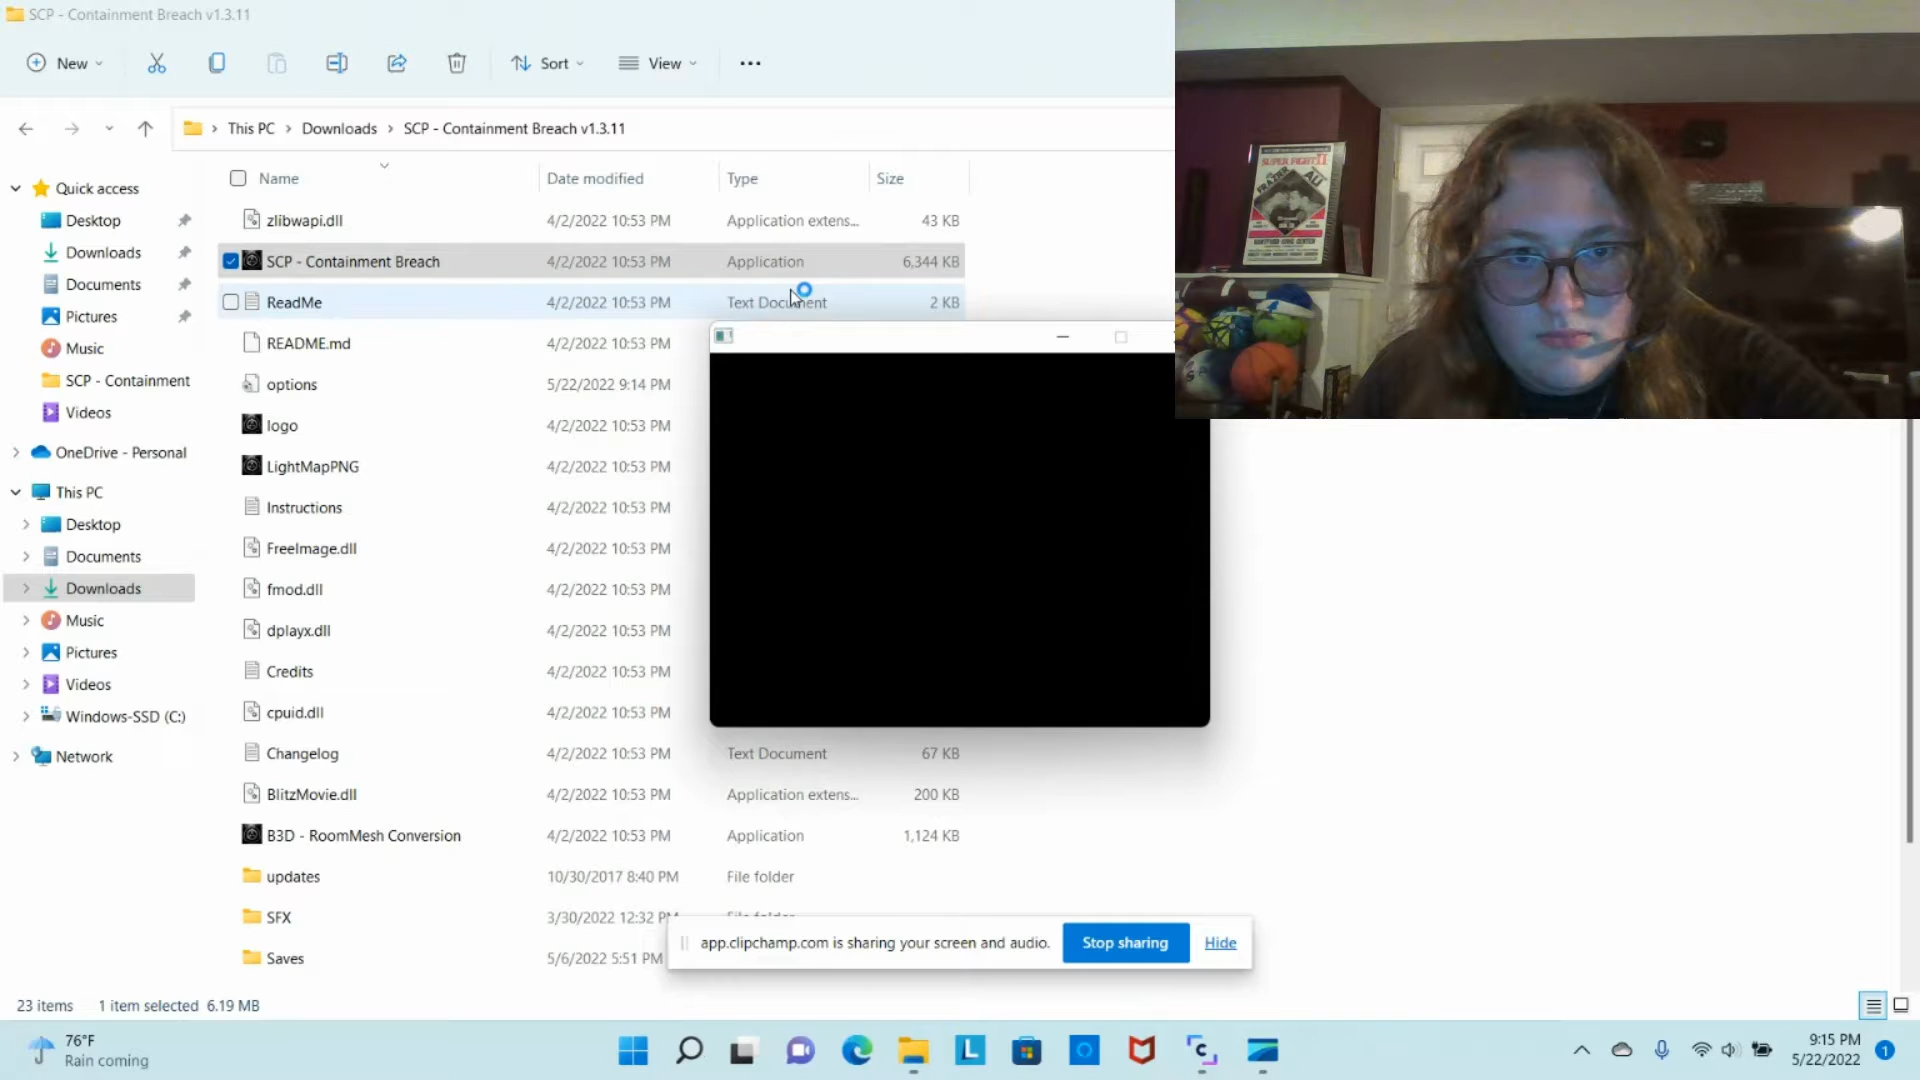 SCP - Containment Breach v1.3.11
New
Sort
View
This PC > Downloads > SCP - Containment Breach v1.3.11
Name Date modified Type Size
Quick access
Desktop
Downloads
Documents
Pictures
Music
SCP - Containment
Videos
OneDrive - Personal
This PC
Desktop
Documents
Downloads
Music
Pictures
Videos
Windows-SSD (C:)
Network
zlibwapi.dll 4/2/2022 10:53 PM Application extens... 43 KB
SCP - Containment Breach 4/2/2022 10:53 PM Application 6,344 KB
ReadMe 4/2/2022 10:53 PM Text Document 2 KB
README.md 4/2/2022 10:53 PM
options 5/22/2022 9:14 PM
logo 4/2/2022 10:53 PM
LightMapPNG 4/2/2022 10:53 PM
Instructions 4/2/2022 10:53 PM
FreeImage.dll 4/2/2022 10:53 PM
fmod.dll 4/2/2022 10:53 PM
dplayx.dll 4/2/2022 10:53 PM
Credits 4/2/2022 10:53 PM
cpuid.dll 4/2/2022 10:53 PM
Changelog 4/2/2022 10:53 PM Text Document 67 KB
BlitzMovie.dll 4/2/2022 10:53 PM Application extens... 200 KB
B3D - RoomMesh Conversion 4/2/2022 10:53 PM Application 1,124 KB
updates 10/30/2017 8:40 PM File folder
SFX 3/30/2022 12:32 PM File folder
Saves 5/6/2022 5:51 PM
SUPER FIGHT II
FRAZIER
ALI
app.clipchamp.com is sharing your screen and audio.
Stop sharing
Hide
23 items 1 item selected 6.19 MB
76°F
Rain coming
9:15 PM
5/22/2022
1